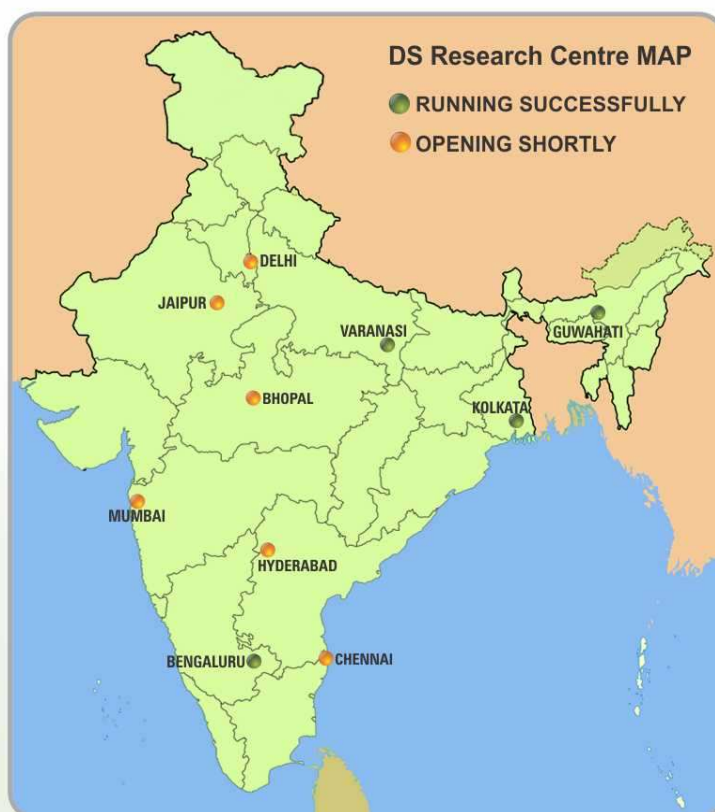 DS Research Centre MAP
RUNNING SUCCESSFULLY
OPENING SHORTLY
DELHI
JAIPUR
VARANASI
GUWAHATI
BHOPAL
KOLKATA
MUMBAI
HYDERABAD
BENGALURU
CHENNAI